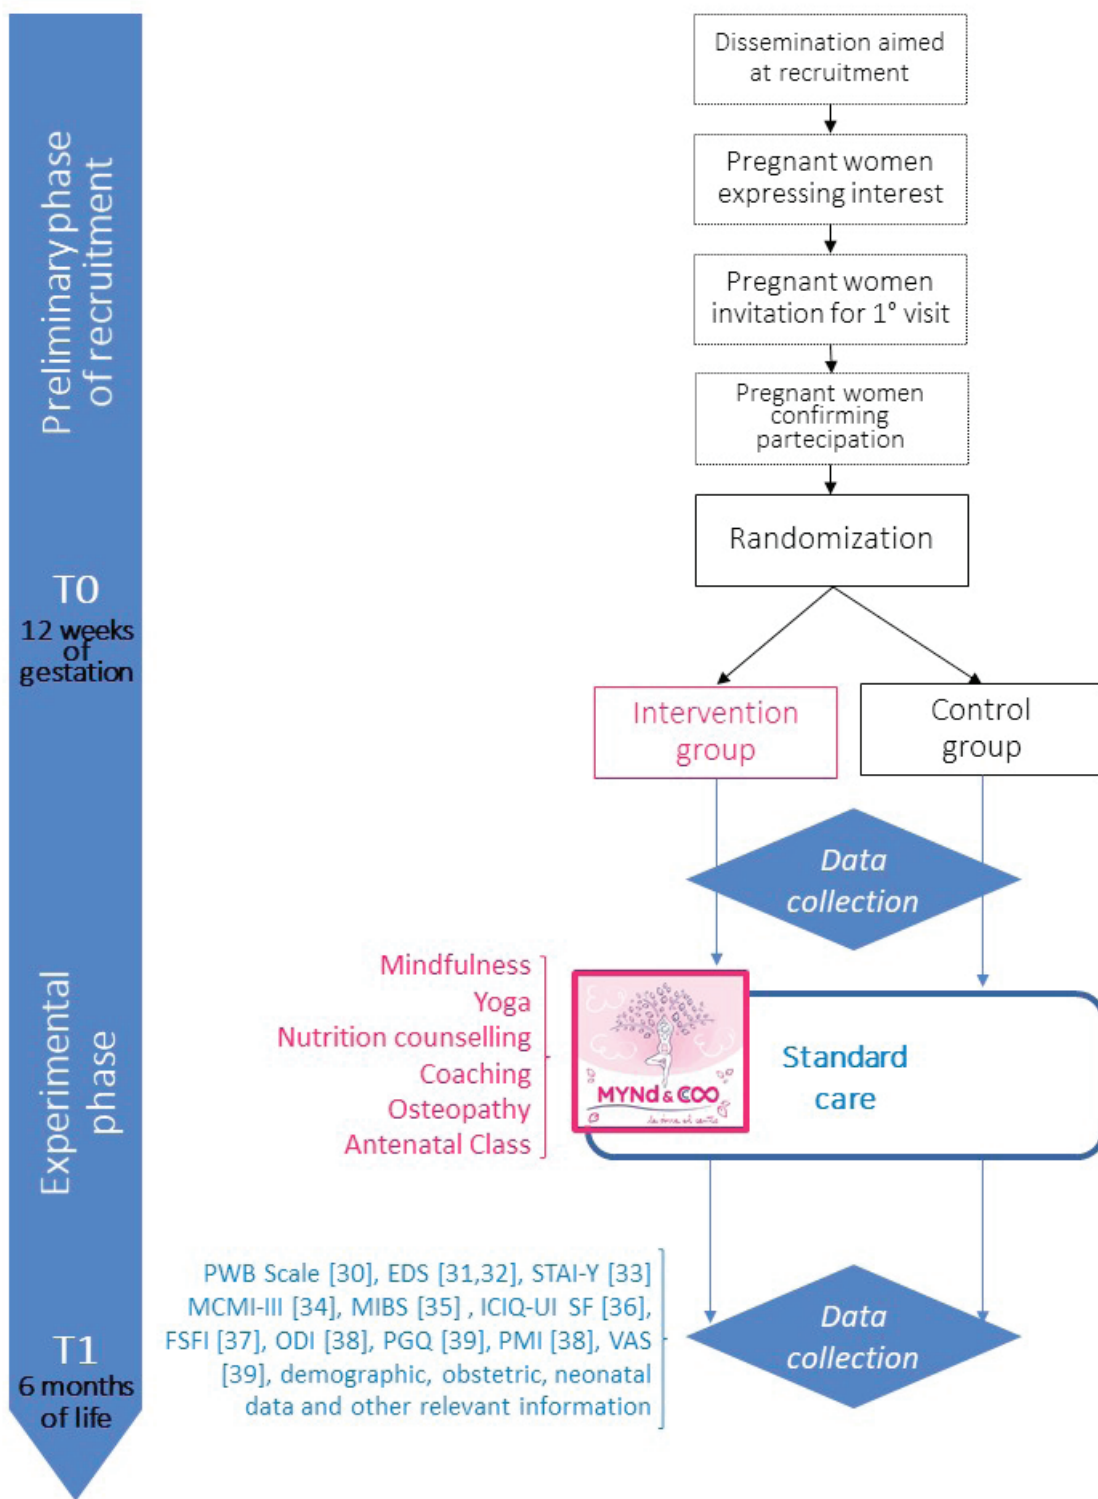 Dissemination aimed
at recruitment
Pregnant women
expressing interest
Pregnant women
invitation for 1° visit
Pregnant women
confirming
partecipation
Randomization
Preliminary phase
of recruitment
T0
12 weeks
of
gestation
Intervention
group
Control
group
Data
collection
Experimental
phase
Mindfulness
Yoga
Nutrition counselling
Coaching
Osteopathy
Antenatal Class
MYNd & COO
Standard
care
PWB Scale [30], EDS [31,32], STAI-Y [33]
MCMI-III [34], MIBS [35] , ICIQ-UI SF [36],
FSFI [37], ODI [38], PGQ [39], PMI [38], VAS
[39], demographic, obstetric, neonatal
data and other relevant information
Data
collection
T1
6 months
of life